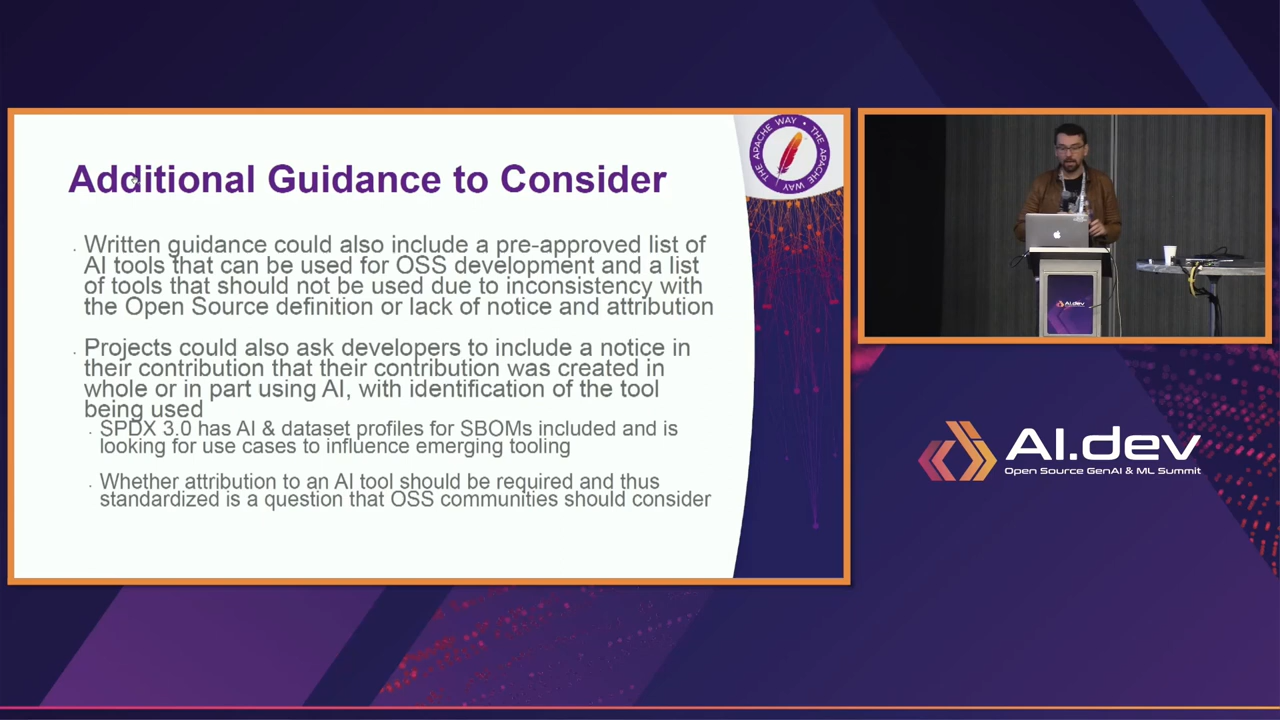 Additional Guidance to Consider
THE APACHE WAY • THE APACHE WAY
Written guidance could also include a pre-approved list of
AI tools that can be used for OSS development and a list
of tools that should not be used due to inconsistency with
the Open Source definition or lack of notice and attribution
Projects could also ask developers to include a notice in
their contribution that their contribution was created in
whole or in part using AI, with identification of the tool
being used
SPDX 3.0 has AI & dataset profiles for SBOMs included and is
looking for use cases to influence emerging tooling
Whether attribution to an AI tool should be required and thus
standardized is a question that OSS communities should consider
AI.dev
AI.dev
Open Source GenAI & ML Summit